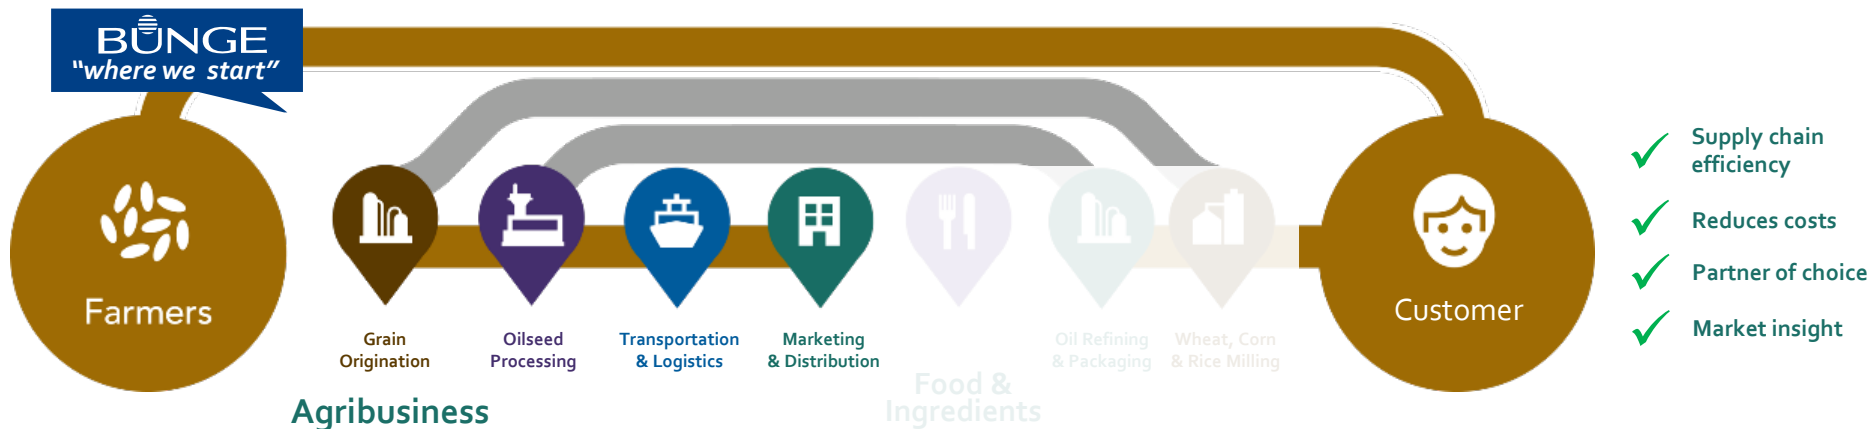 BUNGE
“where we start”
Farmers
Grain
Origination
Oilseed
Processing
Transportation
& Logistics
Marketing
& Distribution
Oil Refining
& Packaging
Wheat, Corn
& Rice Milling
Agribusiness
Food &
Ingredients
Customer
Supply chain
efficiency
Reduces costs
Partner of choice
Market insight